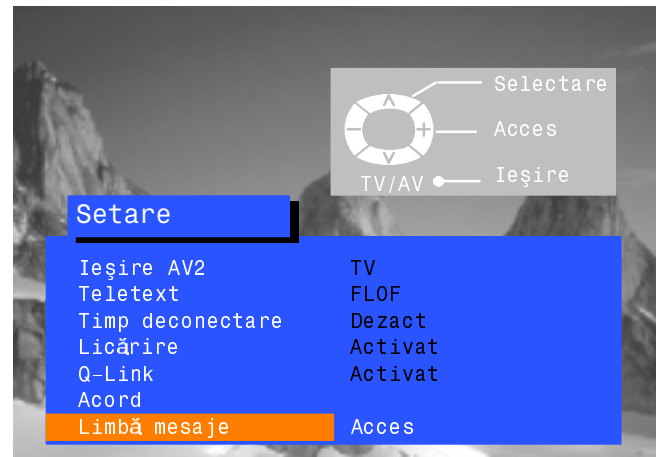 Selectare
Acces
TV/AV Ieşire
Setare
Ieşire AV2 TV
Teletext FLOF
Timp deconectare Dezact
Licărire Activat
Q-Link Activat
Acord
Limbă mesaje Acces